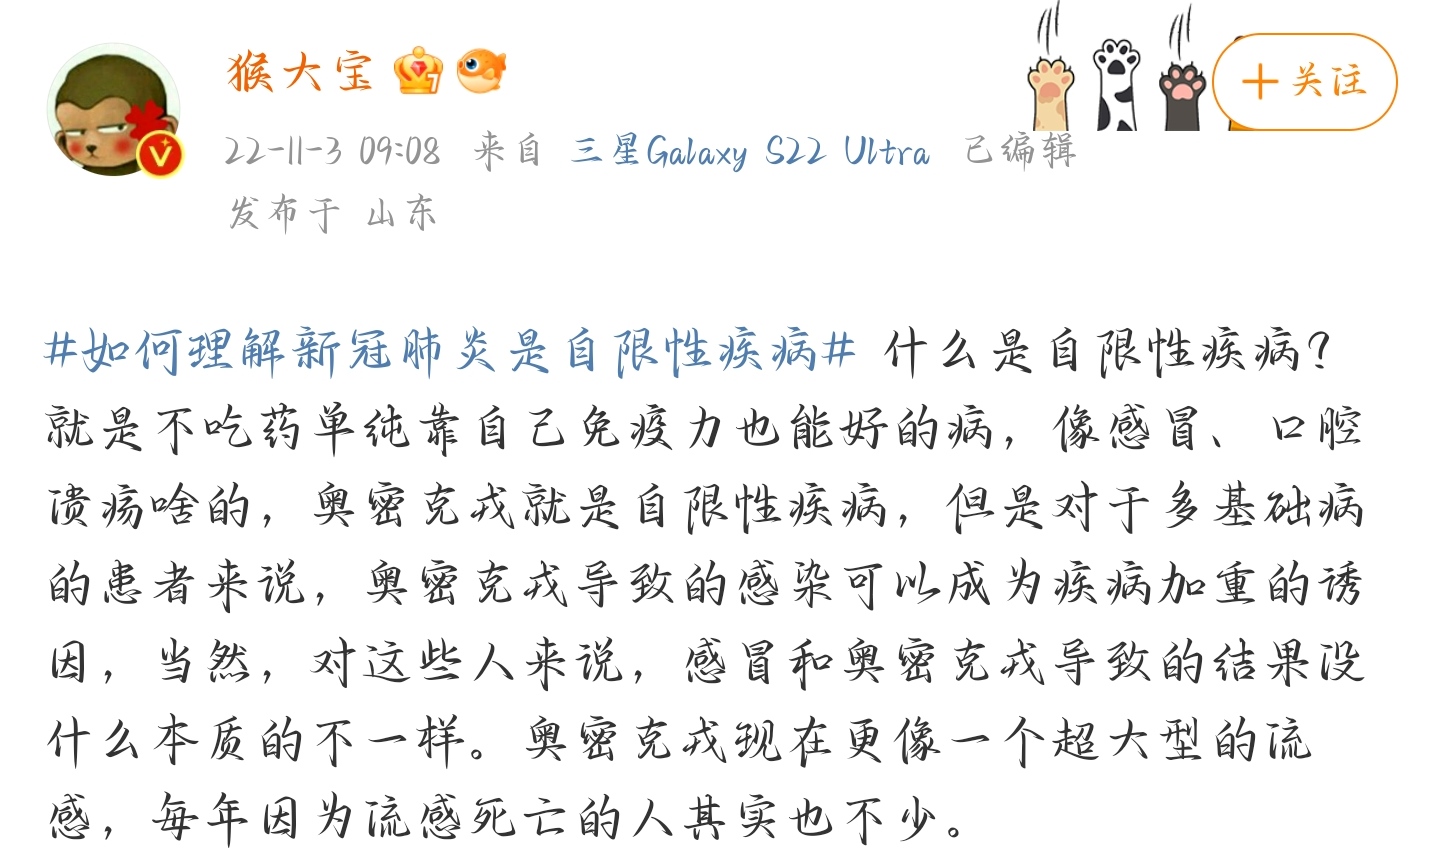 猴大宝
+关注
22-11-3 09:08 来自 三星Galaxy S22 Ultra 已编辑
发布于 山东
#如何理解新冠肺炎是自限性疾病# 什么是自限性疾病?
就是不吃药单纯靠自己免疫力也能好的病，像感冒、口腔
溃疡啥的，奥密克戎就是自限性疾病，但是对于多基础病
的患者来说，奥密克戎导致的感染可以成为疾病加重的诱
因，当然，对这些人来说，感冒和奥密克戎导致的结果没
什么本质的不一样。奥密克戎现在更像一个超大型的流
感，每年因为流感死亡的人其实也不少。